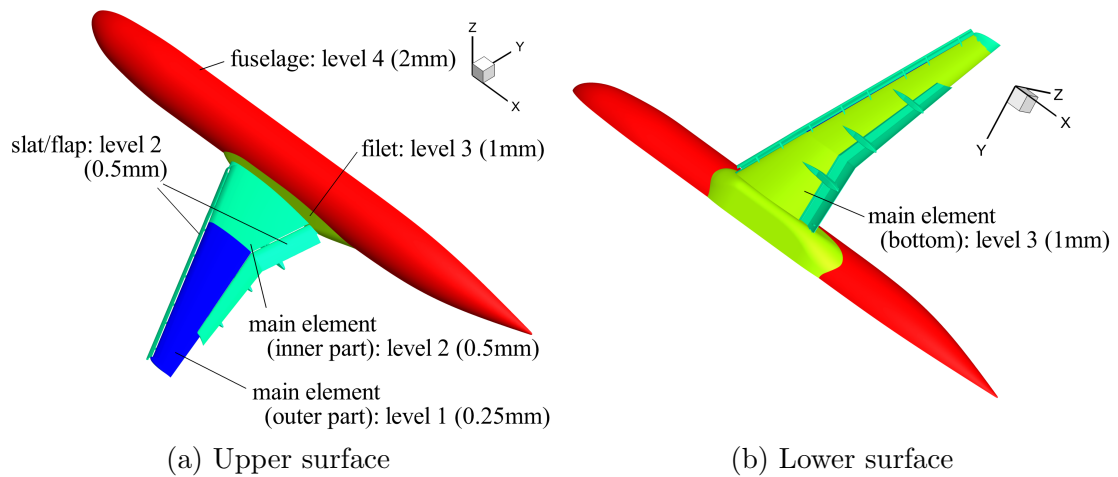 fuselage: level 4 (2mm)
Z
Y
X
slat/flap: level 2
(0.5mm)
filet: level 3 (1mm)
main element
(inner part): level 2 (0.5mm)
main element
(outer part): level 1 (0.25mm)
(a) Upper surface
Z
X
Y
main element
(bottom): level 3 (1mm)
(b) Lower surface